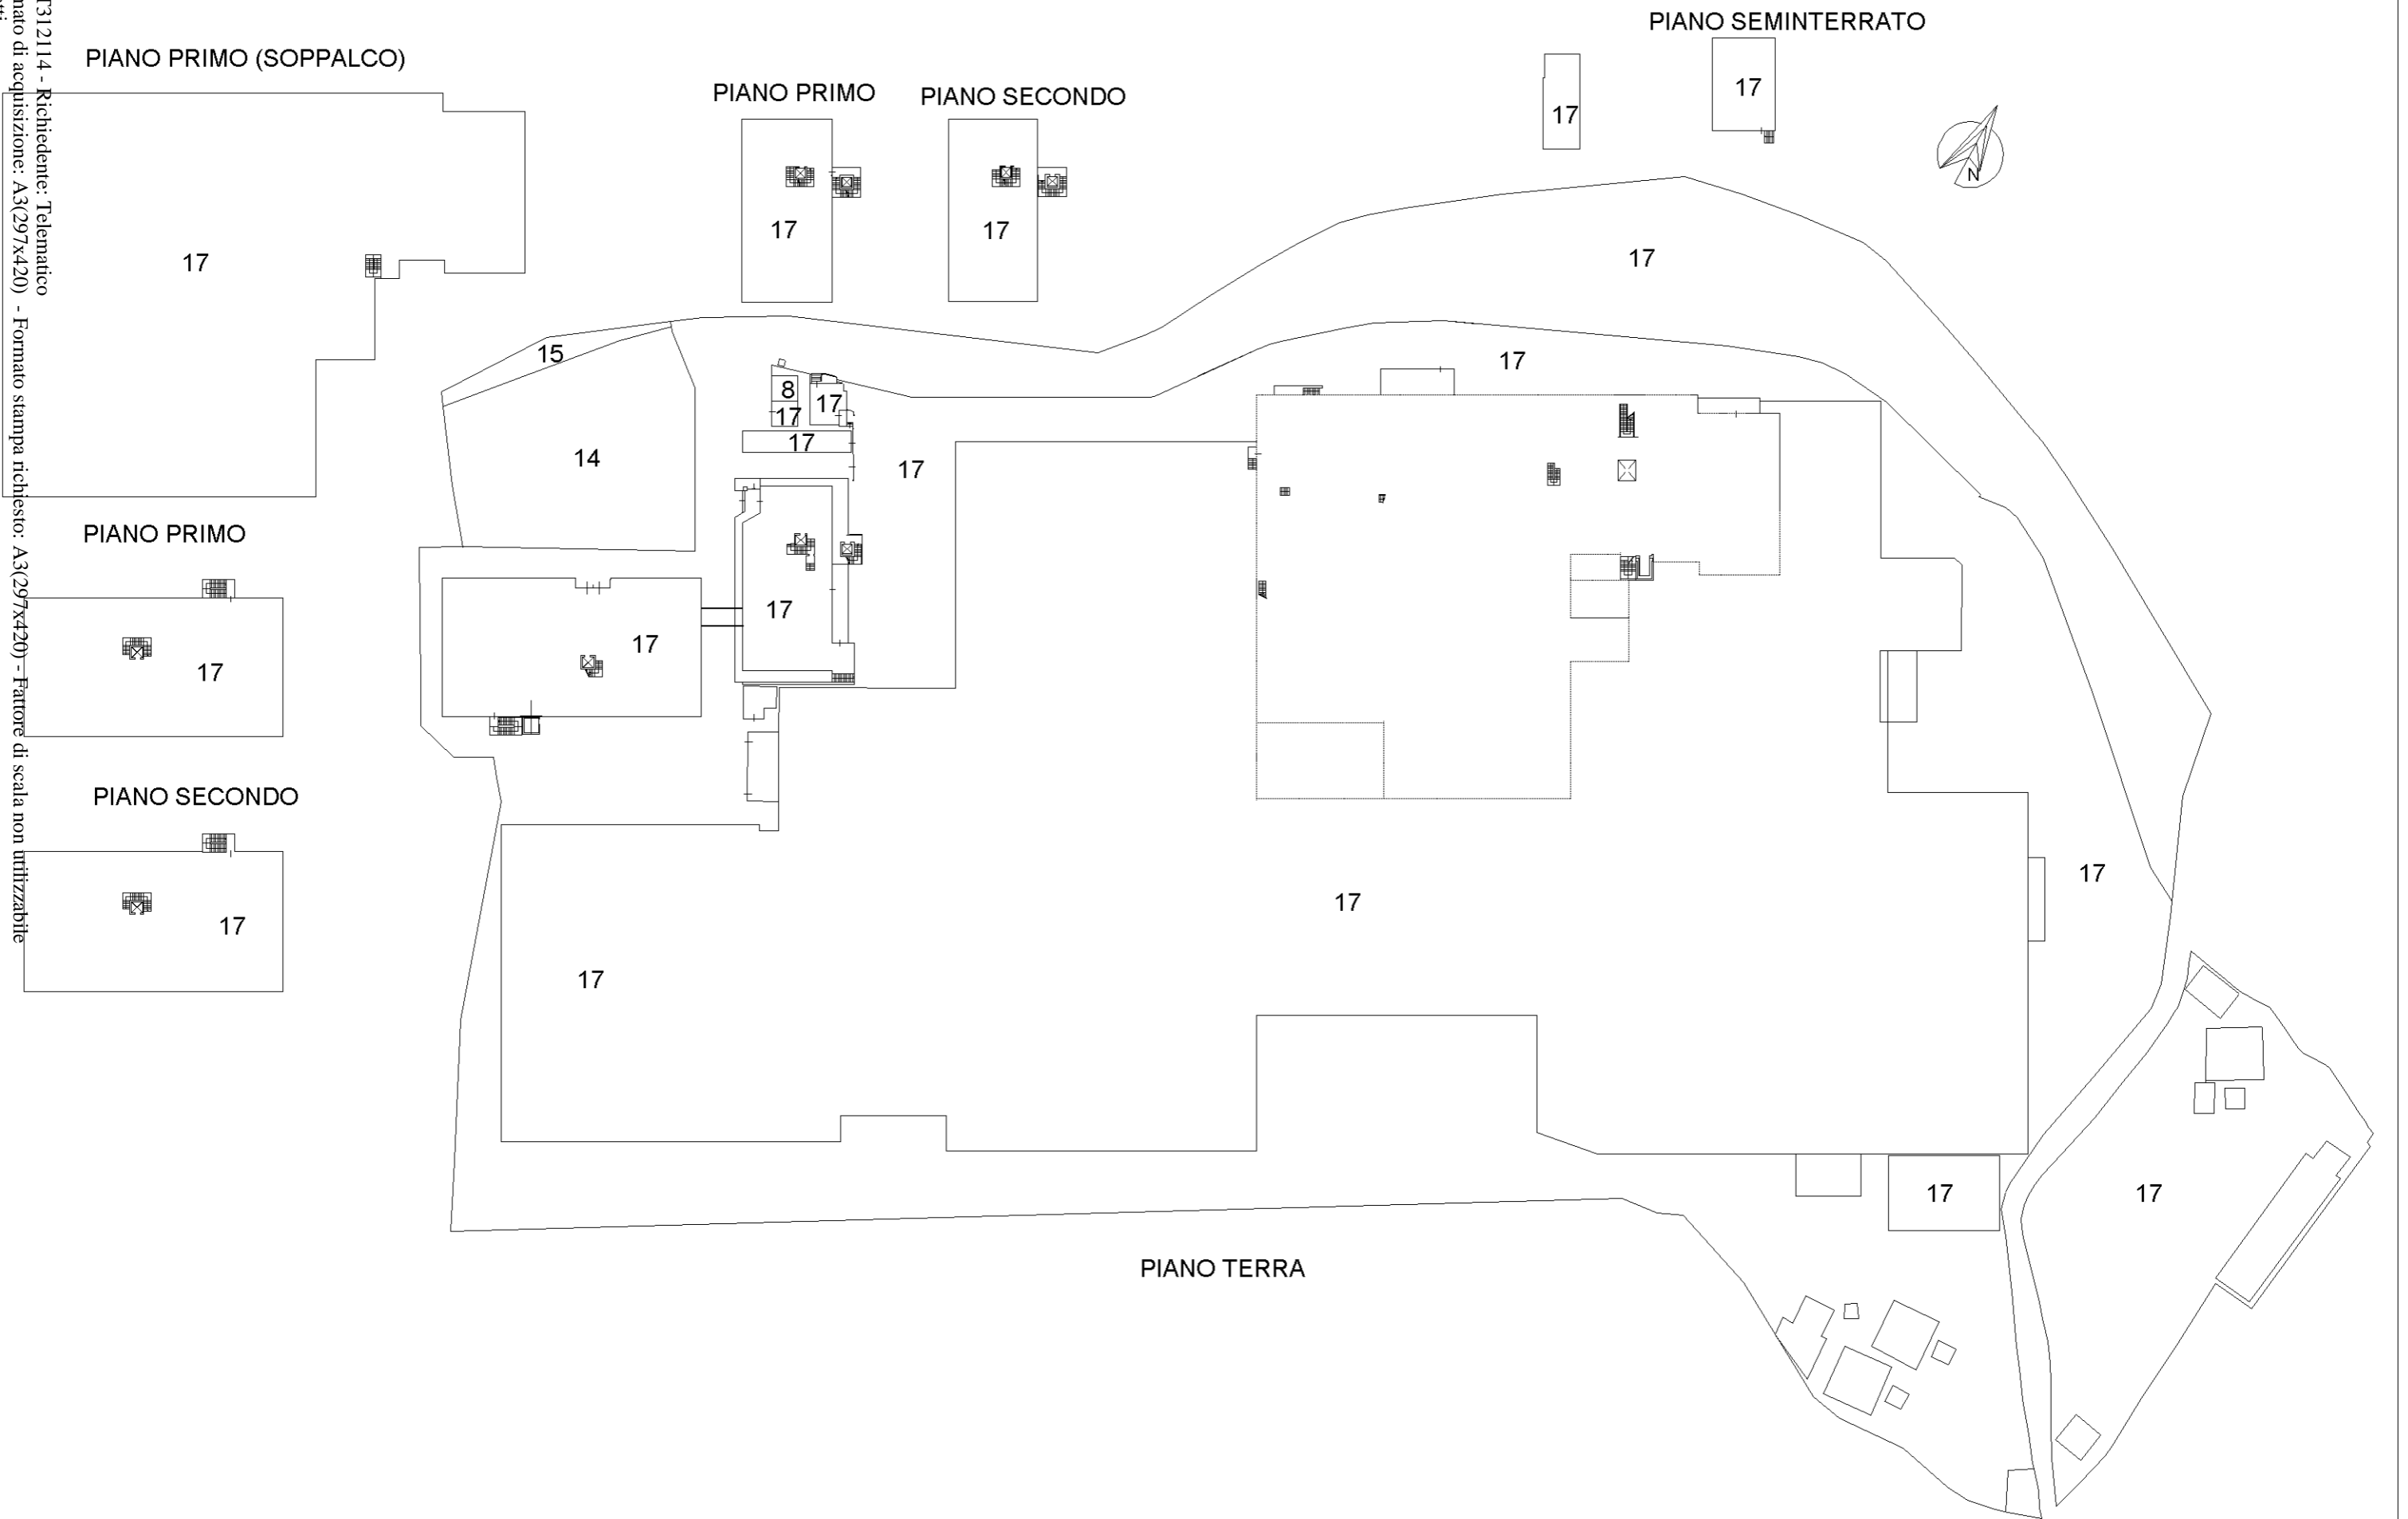 T312114 - Richiedente: Telematico
mato di acquisizione: A3(297x420) - Formato stampa richiesto: A3(297x420) - Fattore di scala non utilizzabile
PIANO SEMINTERRATO
17
17
PIANO PRIMO (SOPPALCO)
17
PIANO PRIMO
17
PIANO SECONDO
17
N
17
15
17
8
17
17
17
14
17
PIANO PRIMO
17
17
17
PIANO SECONDO
17
17
17
17
17
17
17
PIANO TERRA